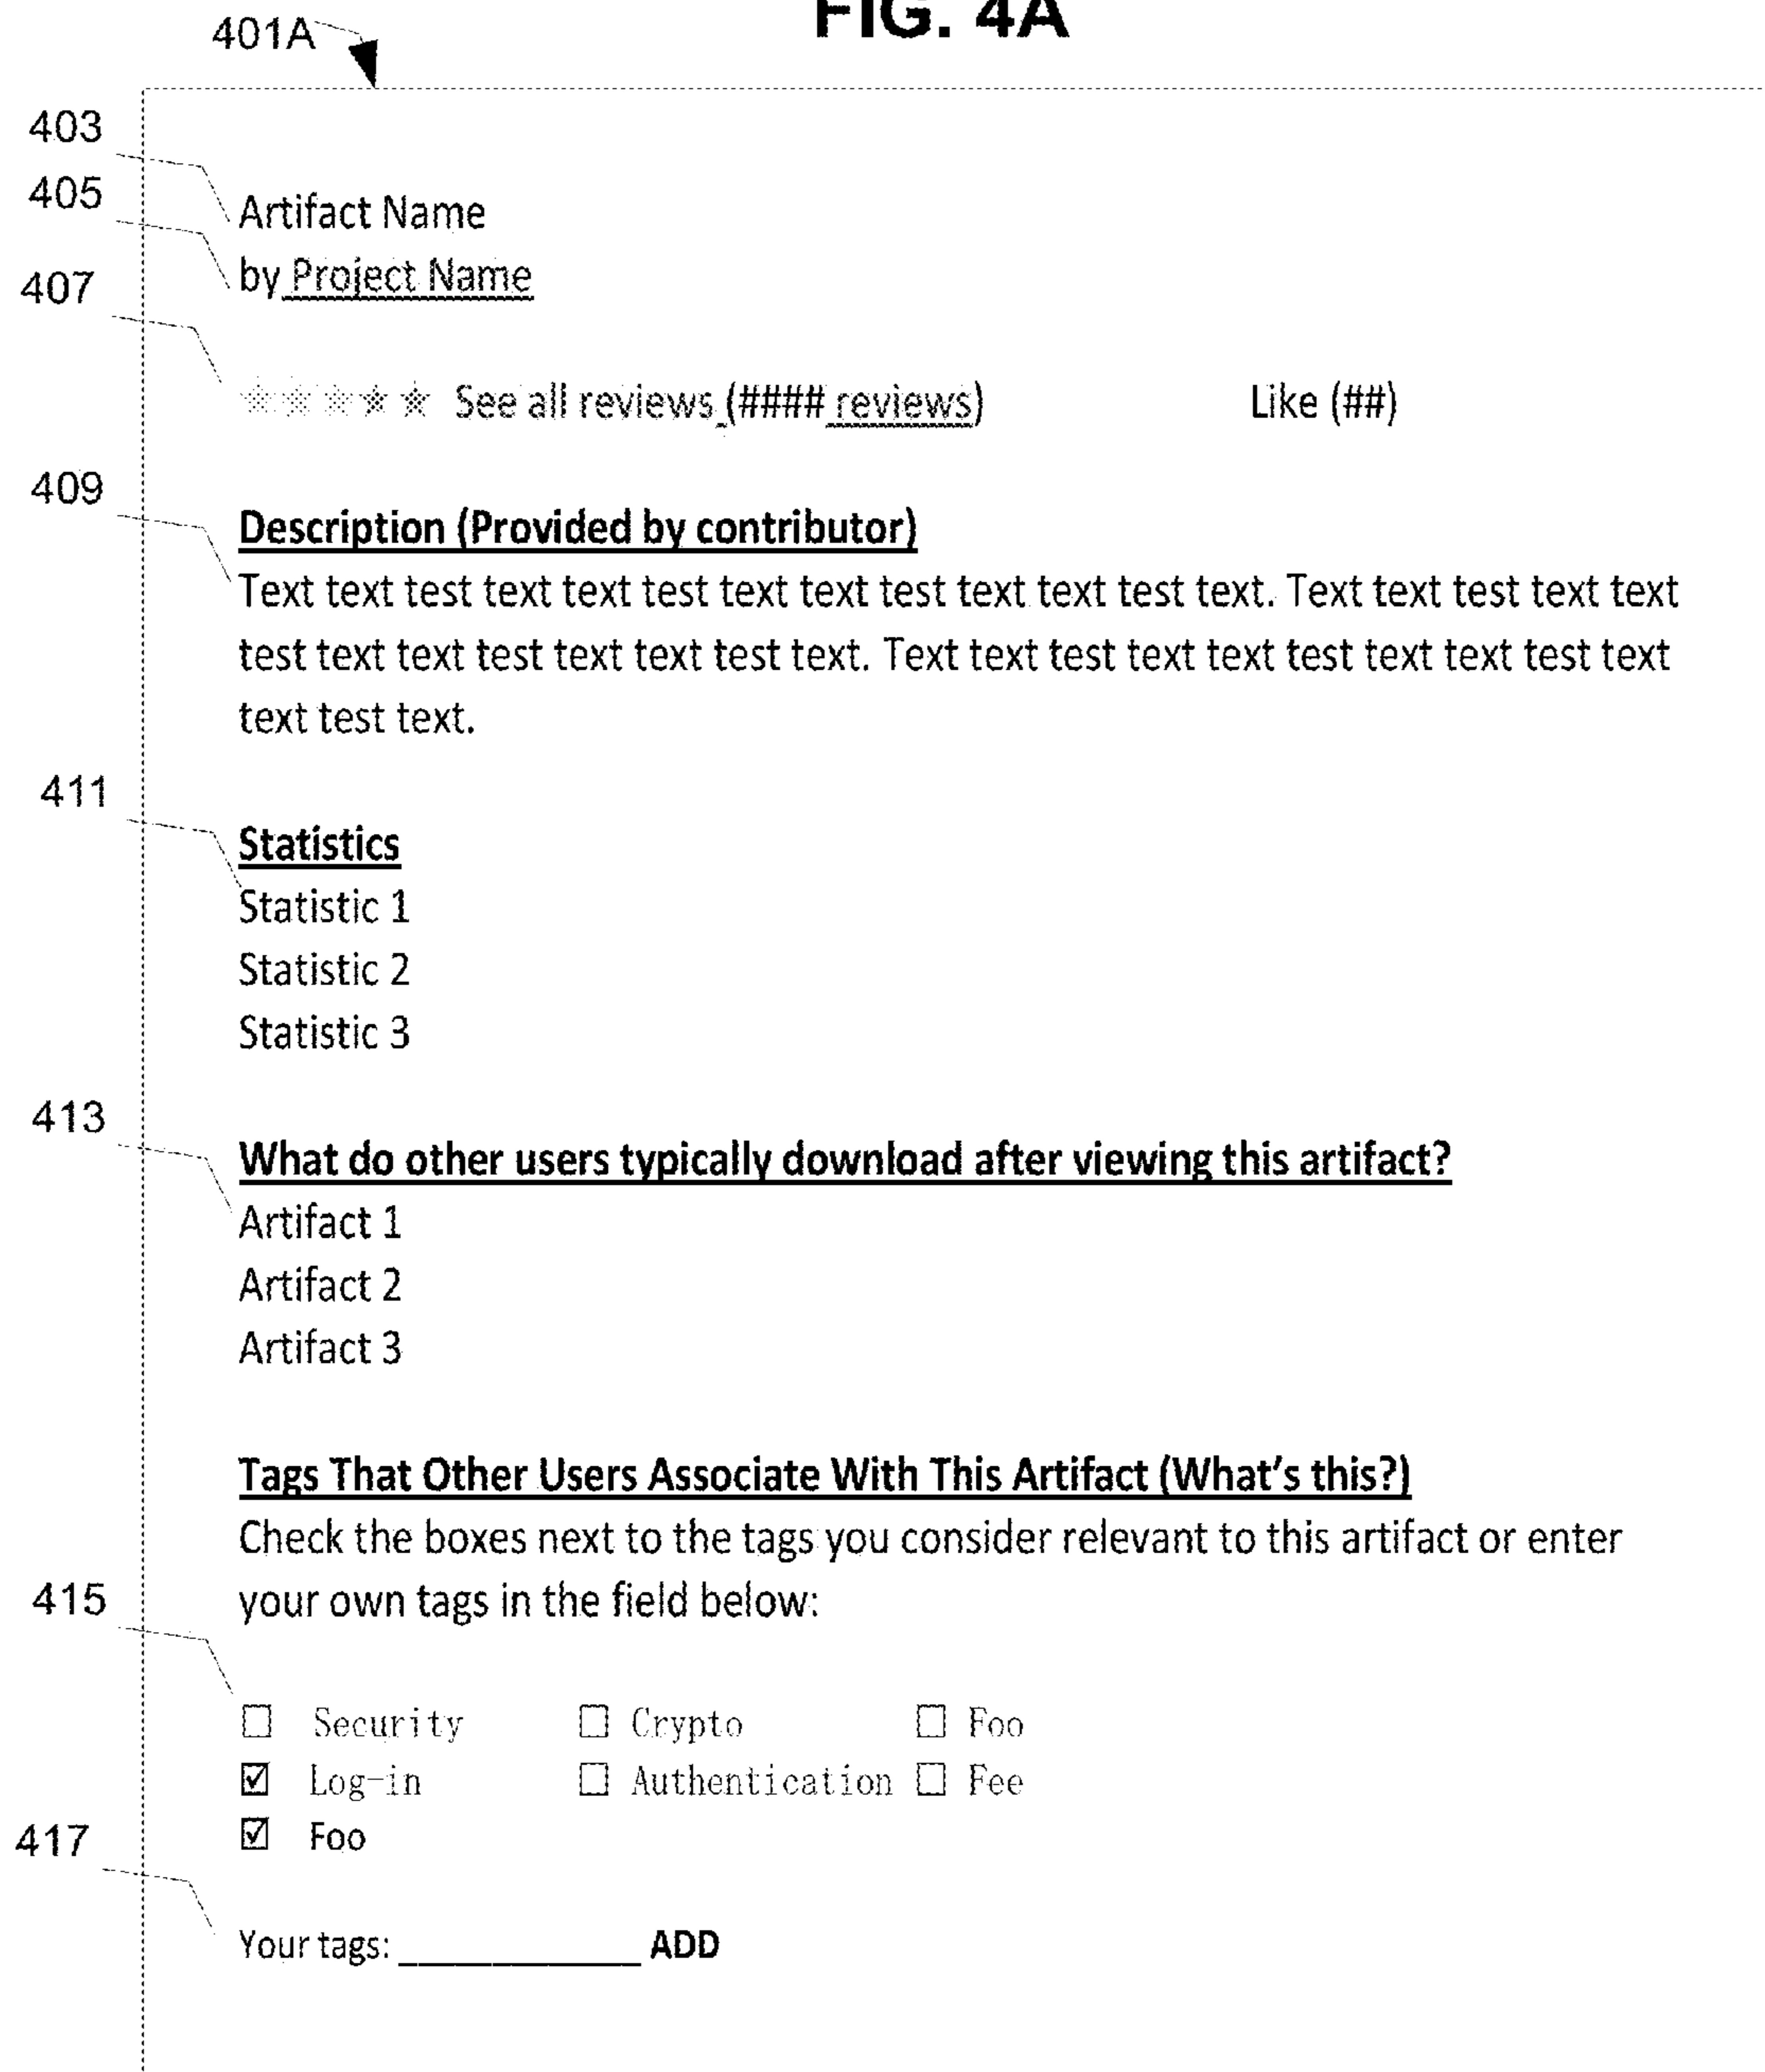 FIG. 4A
401A
403
405
Artifact Name
by Project Name
407
See all reviews (#### reviews) Like (##)
409
Description (Provided by contributor)
Text text test text text test text text test text text test text. Text text test text text
test text text test text text test text. Text text test text text test text text test text
text test text.
411
Statistics
Statistic 1
Statistic 2
Statistic 3
413
What do other users typically download after viewing this artifact?
Artifact 1
Artifact 2
Artifact 3
Tags That Other Users Associate With This Artifact (What's this?)
Check the boxes next to the tags you consider relevant to this artifact or enter
415
your own tags in the field below:
☐ Security ☐ Crypto ☐ Foo
☑ Log-in ☐ Authentication ☐ Fee
☑ Foo
417
Your tags: ____________ ADD